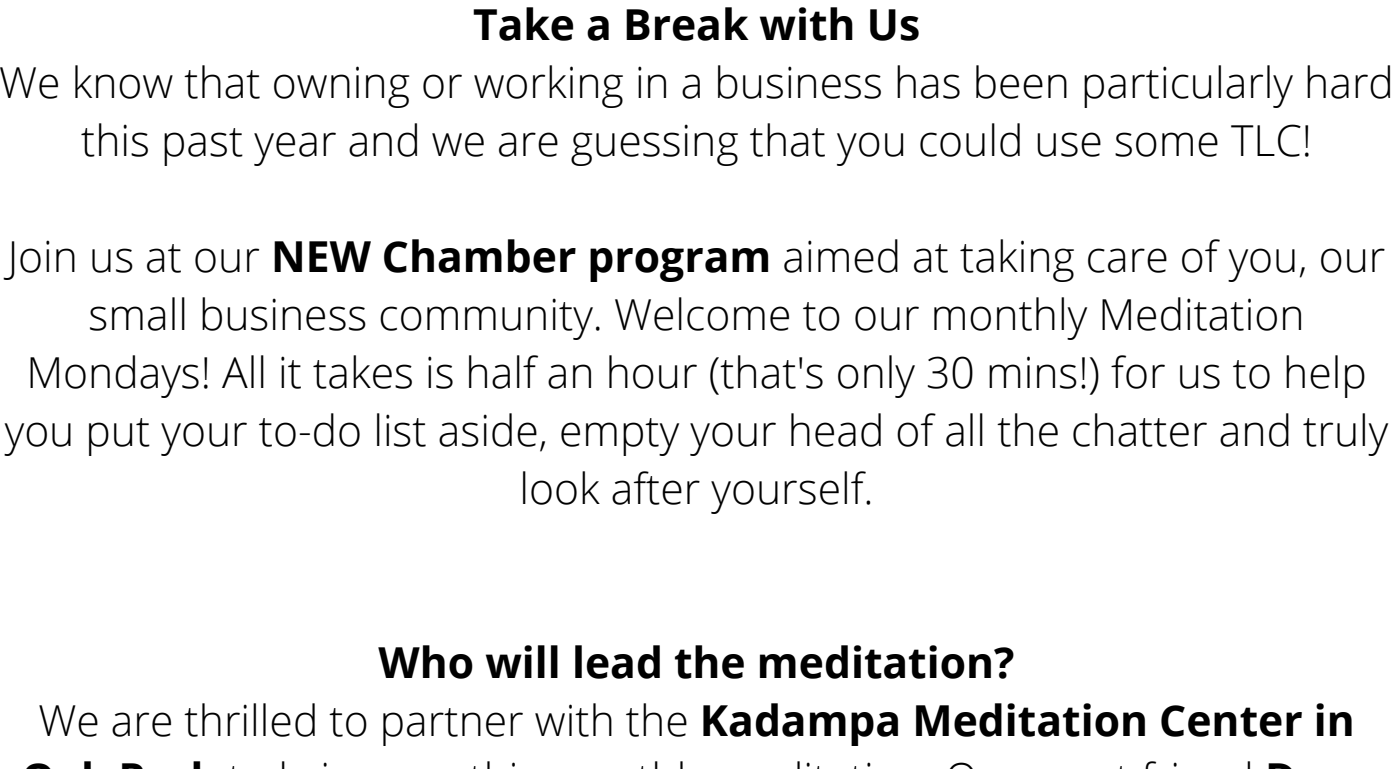 Take a Break with Us
We know that owning or working in a business has been particularly hard
this past year and we are guessing that you could use some TLC!
Join us at our NEW Chamber program aimed at taking care of you, our
small business community. Welcome to our monthly Meditation
Mondays! All it takes is half an hour (that's only 30 mins!) for us to help
you put your to-do list aside, empty your head of all the chatter and truly
look after yourself.
Who will lead the meditation?
We are thrilled to partner with the Kadampa Meditation Center in